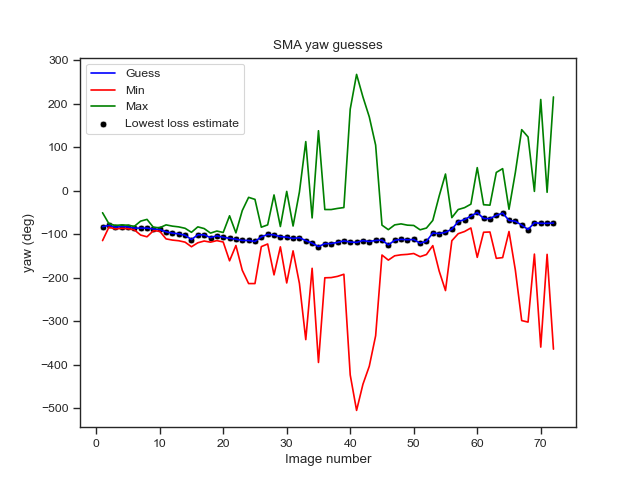 SMA yaw guesses
Guess
Min
Max
Lowest loss estimate
yaw (deg)
300
200
100
0
−100
−200
−300
−400
−500
0 10 20 30 40 50 60 70
Image number